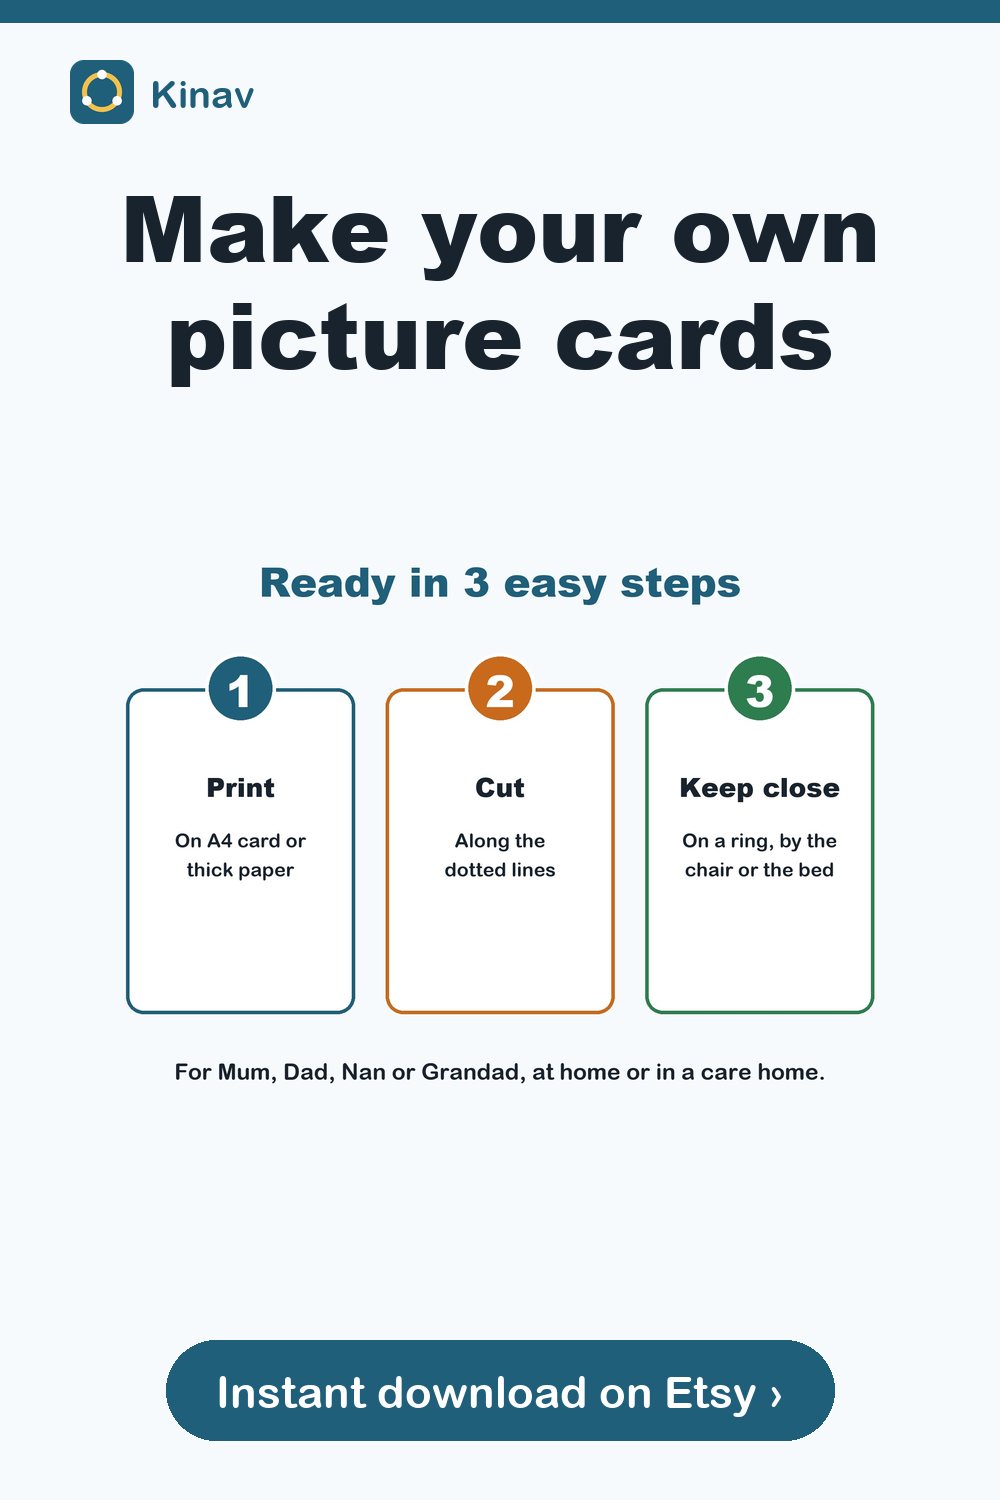 Kinav
Make your own
picture cards
Ready in 3 easy steps
1
Print
On A4 card or
thick paper
2
Cut
Along the
dotted lines
3
Keep close
On a ring, by the
chair or the bed
For Mum, Dad, Nan or Grandad, at home or in a care home.
Instant download on Etsy ›